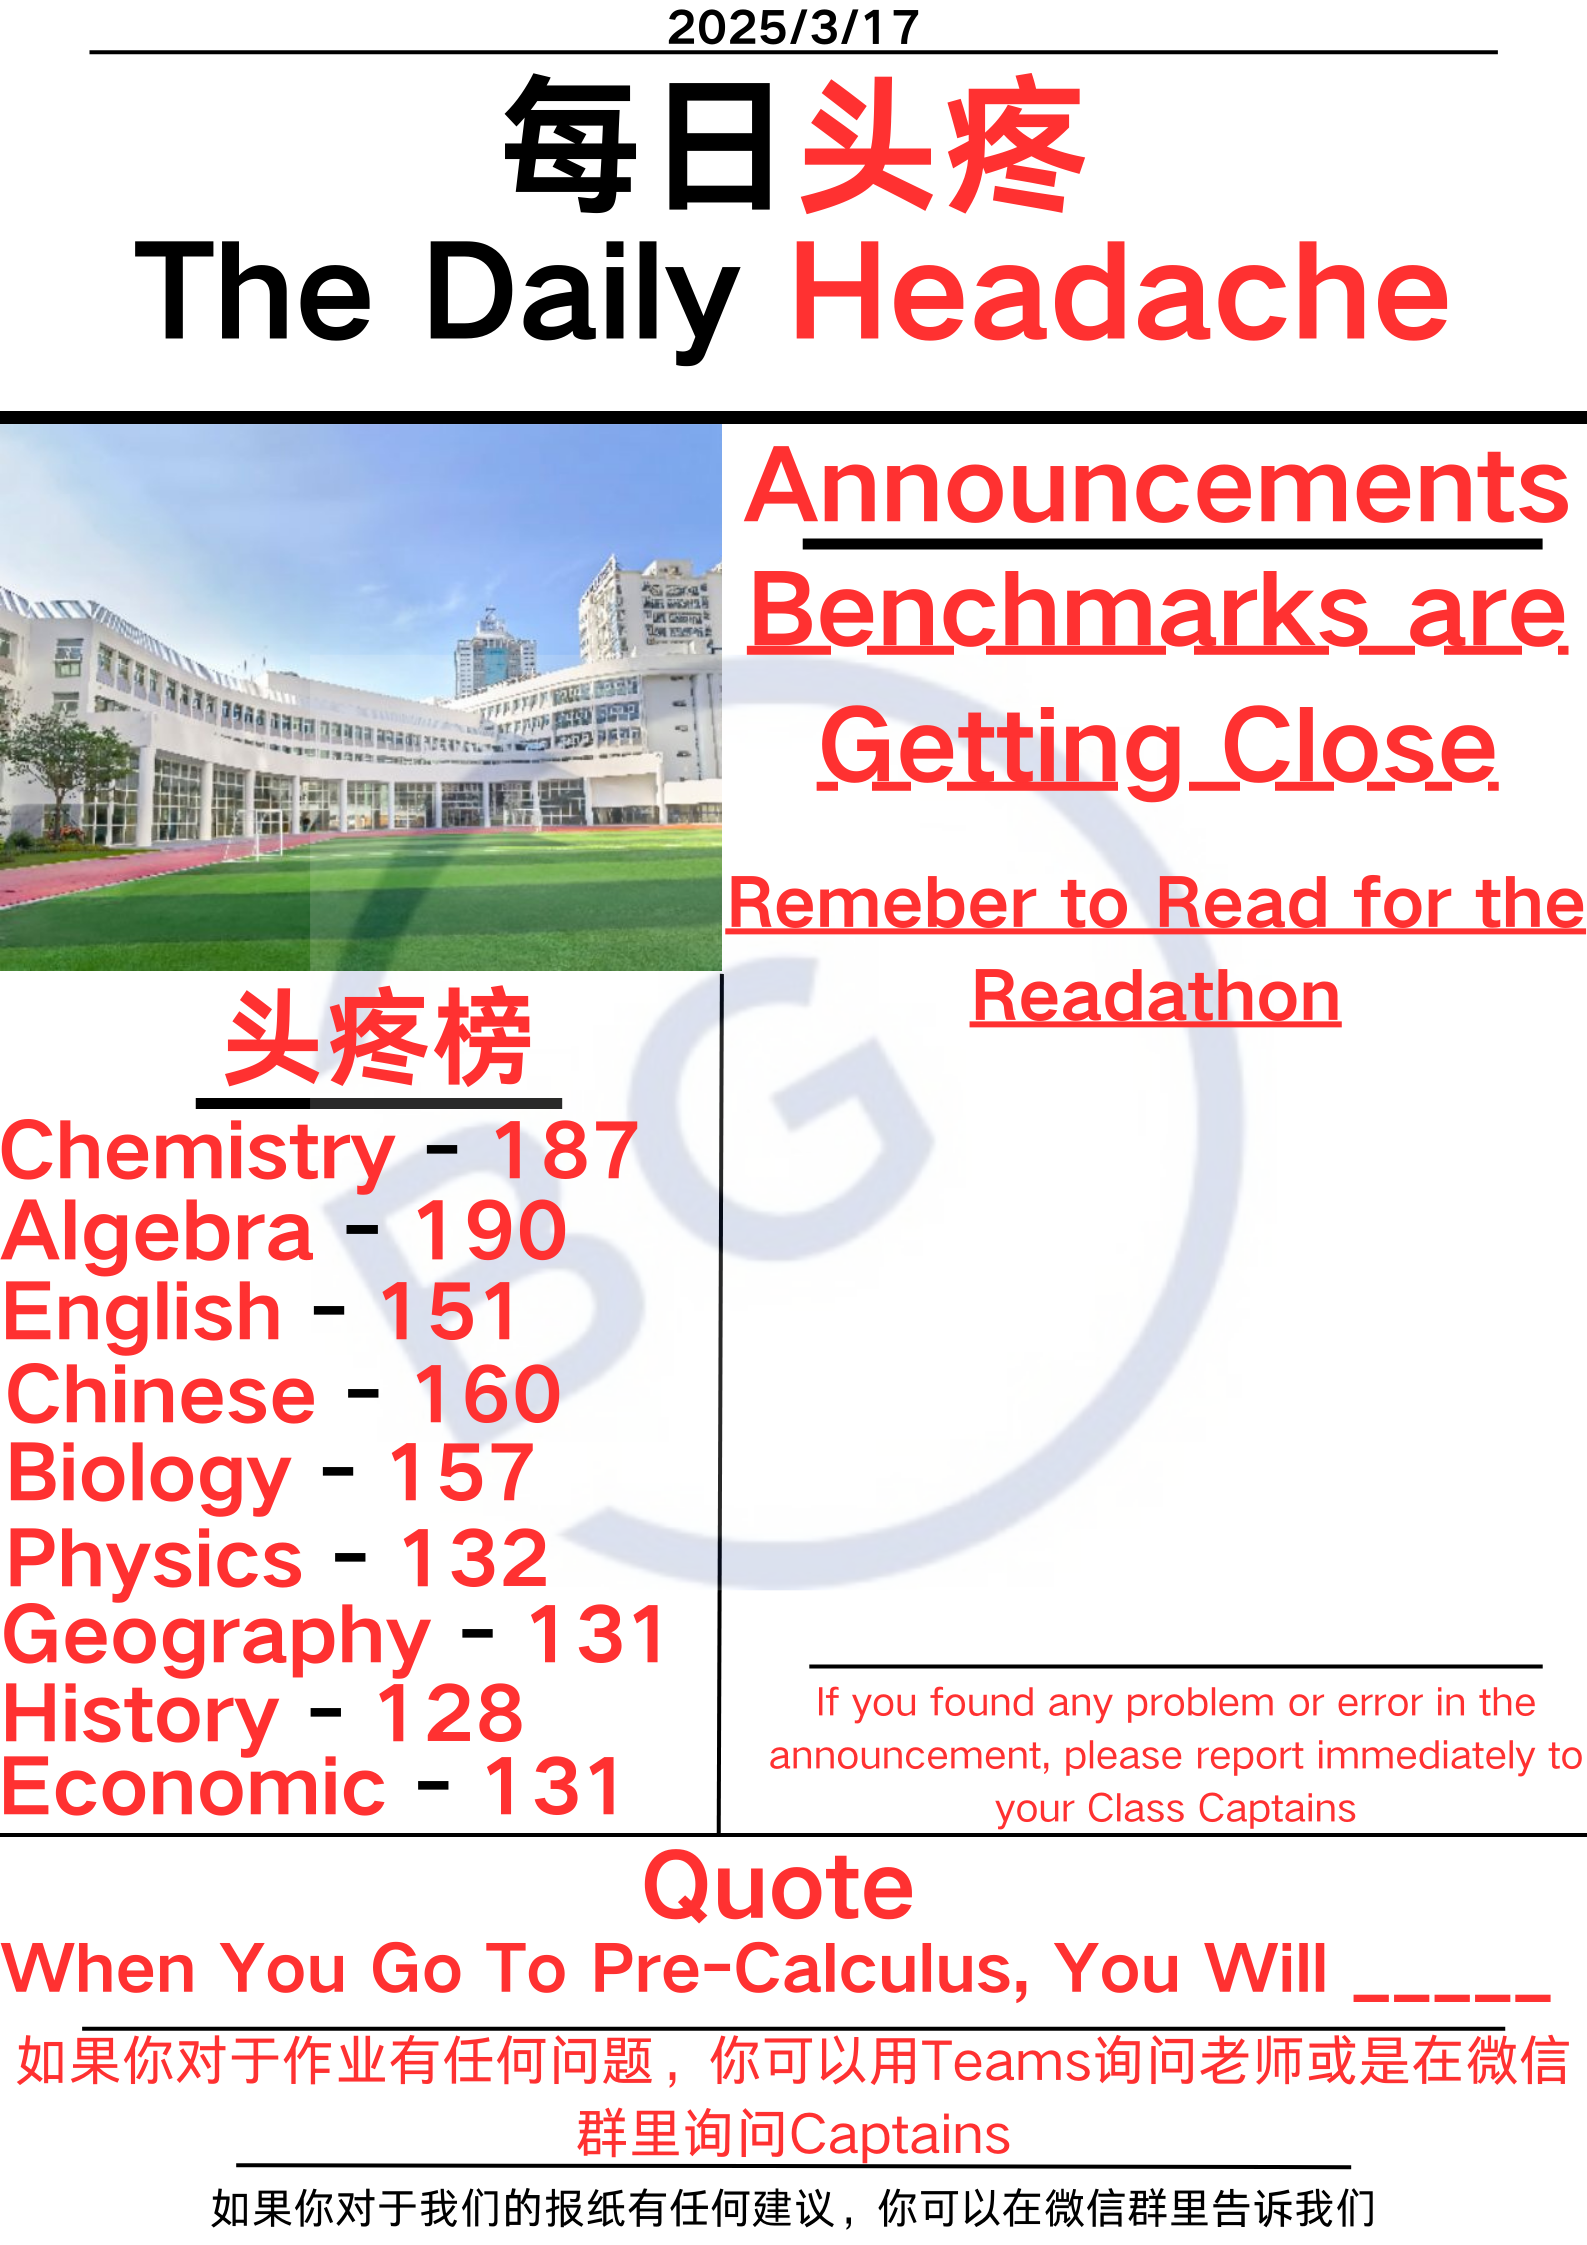 2025/3/17
每日头疼
The Daily Headache
Announcements
Benchmarks are
Getting Close
Remeber to Read for the
Readathon
头疼榜
Chemistry - 187
Algebra - 190
English - 151
Chinese - 160
Biology - 157
Physics - 132
Geography - 131
History - 128
Economic - 131
BG
If you found any problem or error in the
announcement, please report immediately to
your Class Captains
Quote
When You Go To Pre-Calculus, You Will _____
如果你对于作业有任何问题，你可以用Teams询问老师或是在微信
群里询问Captains
如果你对于我们的报纸有任何建议，你可以在微信群里告诉我们